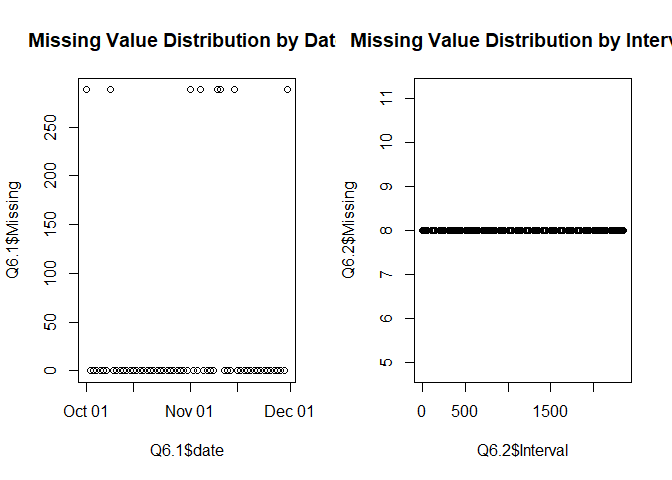 Missing Value Distribution by Dat
Q6.1$Missing
250
200
150
100
50
0
Oct 01 Nov 01 Dec 01
Q6.1$date
Missing Value Distribution by Interv
Q6.2$Missing
11
10
9
8
7
6
5
0 500 1500
Q6.2$Interval